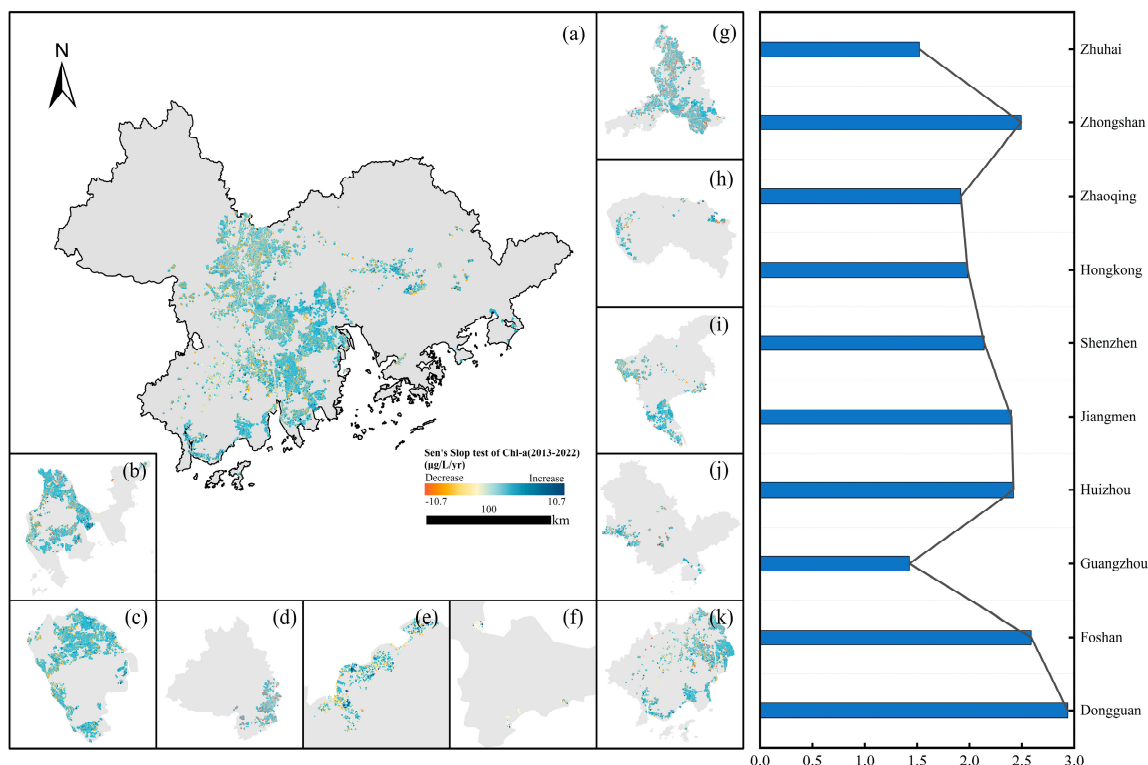 N
(a)
(g)
(h)
(i)
(j)
(k)
(b)
(c)
(d)
(e)
(f)
Sen's Slop test of Chl-a(2013-2022)
(μg/L/yr)
Decrease Increase
-10.7 10.7
100
km
Zhuhai
Zhongshan
Zhaoqing
Hongkong
Shenzhen
Jiangmen
Huizhou
Guangzhou
Foshan
Dongguan
0.0 0.5 1.0 1.5 2.0 2.5 3.0